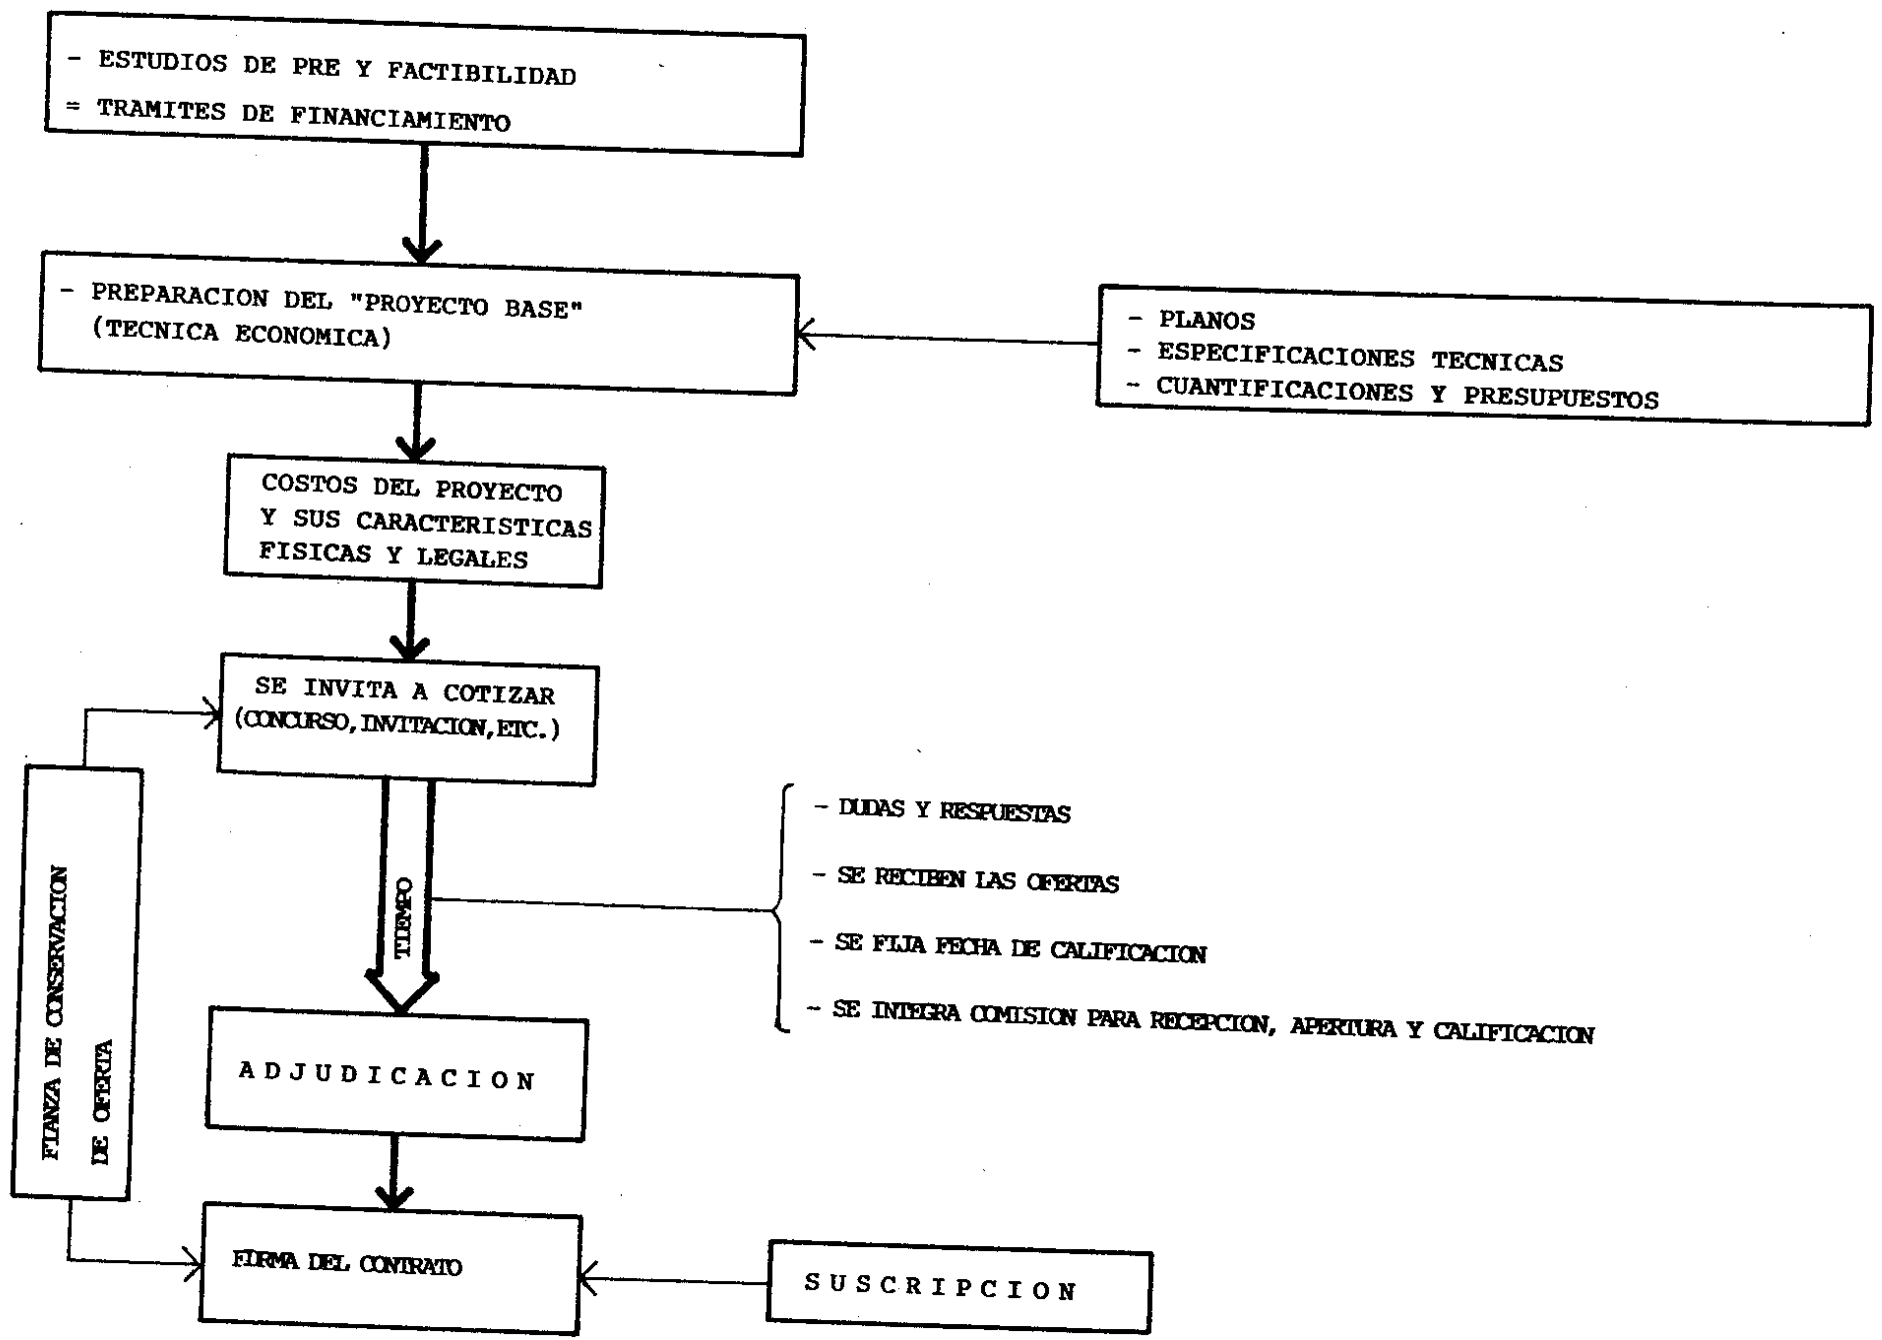 - ESTUDIOS DE PRE Y FACTIBILIDAD
= TRAMITES DE FINANCIAMIENTO
- PREPARACION DEL "PROYECTO BASE"
(TECNICA ECONOMICA)
- PLANOS
- ESPECIFICACIONES TECNICAS
- CUANTIFICACIONES Y PRESUPUESTOS
COSTOS DEL PROYECTO
Y SUS CARACTERISTICAS
FISICAS Y LEGALES
SE INVITA A COTIZAR
(CONCURSO, INVITACION, ETC.)
TIEMPO
- DUDAS Y RESPUESTAS
- SE RECIBEN LAS OFERTAS
- SE FIJA FECHA DE CALIFICACION
- SE INTEGRA COMISION PARA RECEPCION, APERTURA Y CALIFICACION
FIANZA DE CONSERVACION
DE OFERTA
ADJUDICACION
FIRMA DEL CONTRATO
SUSCRIPCION